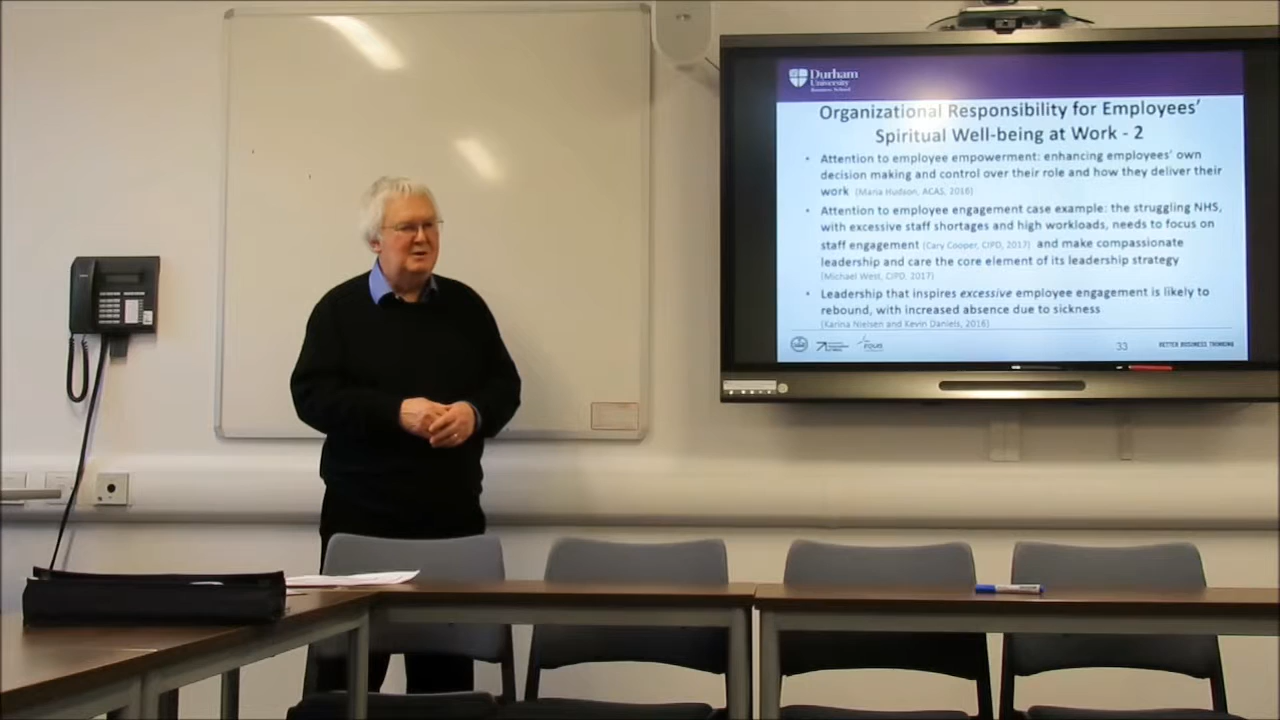 Durham
University
Business School
Organizational Responsibility for Employees'
Spiritual Well-being at Work - 2
• Attention to employee empowerment: enhancing employees' own
decision making and control over their role and how they deliver their
work (Maria Hudson, ACAS, 2016)
• Attention to employee engagement case example: the struggling NHS,
with excessive staff shortages and high workloads, needs to focus on
staff engagement (Cary Cooper, CIPD, 2017) and make compassionate
leadership and care the core element of its leadership strategy
(Michael West, CIPD, 2017)
• Leadership that inspires excessive employee engagement is likely to
rebound, with increased absence due to sickness
(Karina Nielsen and Kevin Daniels, 2016)
33
BETTER BUSINESS THINKING